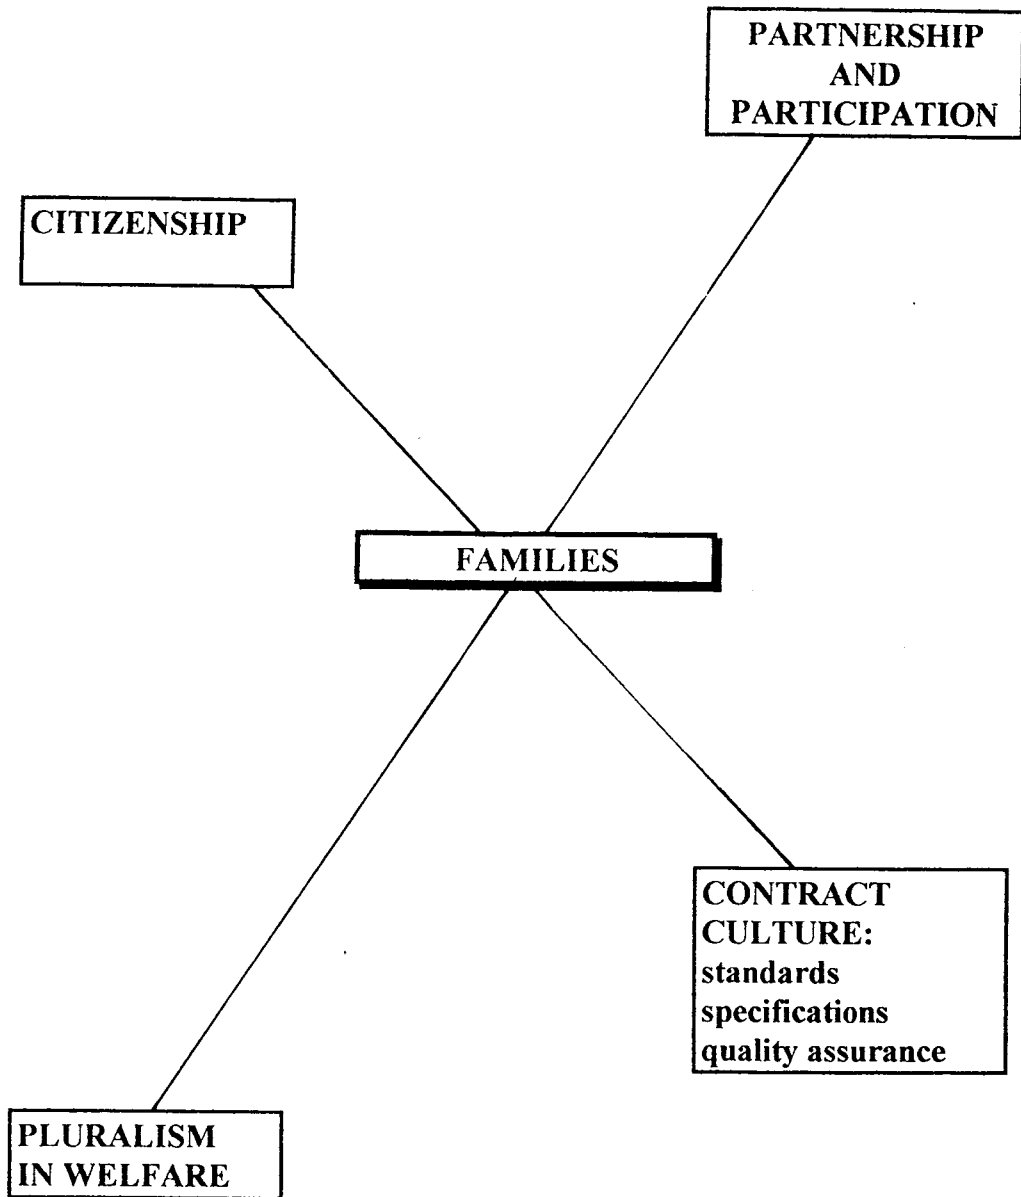 PARTNERSHIP
AND
PARTICIPATION
CITIZENSHIP
FAMILIES
CONTRACT
CULTURE:
standards
specifications
quality assurance
PLURALISM
IN WELFARE